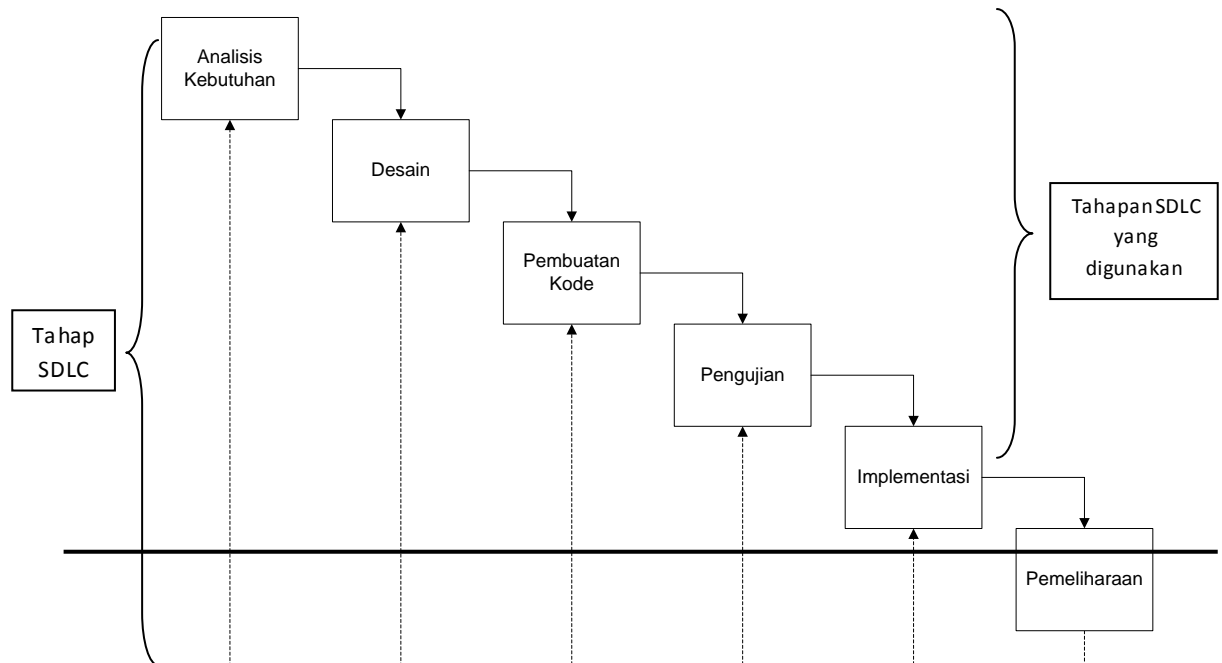 Analisis
Kebutuhan
Desain
Pembuatan
Kode
Pengujian
Implementasi
Pemeliharaan
Tahap
SDLC
Tahapan SDLC
yang
digunakan